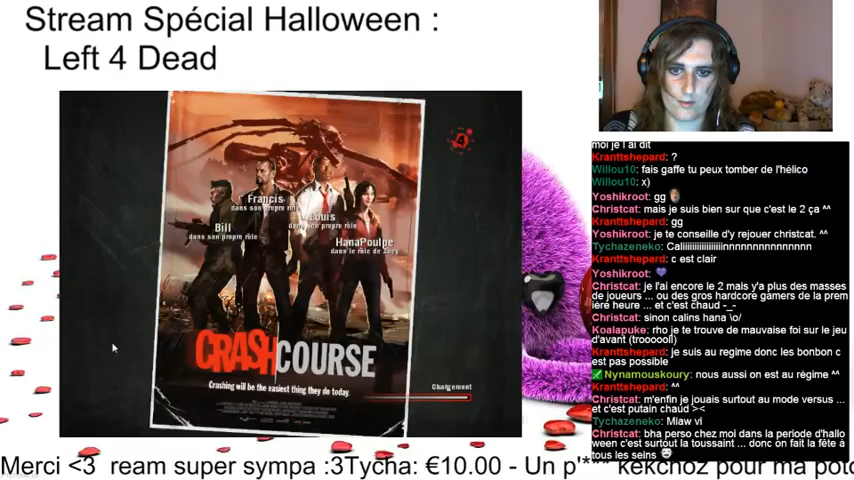 Stream Spécial Halloween :
Left 4 Dead
Francis
dans son propre rôle
Louis
dans son propre rôle
Bill
dans son propre rôle
HanaPoulpe
dans le rôle de Zoey
CRASH COURSE
Crashing will be the easiest thing they do today.
Chargement
moi je l'ai dit
Kranttshepard: ?
Willou10: fais gaffe tu peux tomber de l'hélico
Willou10: x)
Yoshikroot: gg
Christcat: mais je suis bien sur que c'est le 2 ça ^^
Kranttshepard: gg
Yoshikroot: je te conseille d'y rejouer christcat. ^^
Tychazeneko: Caliiiiiiiiiiiiiiinnnnnnnnnnnnnnnn
Kranttshepard: c est clair
Yoshikroot:
Christcat: je l'ai encore le 2 mais y'a plus des masses
de joueurs ... ou des gros hardcore gamers de la prem
ière heure ... et c'est chaud -_-
Christcat: sinon calins hana \o/
Koalapuke: rho je te trouve de mauvaise foi sur le jeu
d'avant (trooooool)
Kranttshepard: je suis au regime donc les bonbon c
est pas possible
Nynamouskoury: nous aussi on est au régime ^^
Kranttshepard: ^^
Christcat: m'enfin je jouais surtout au mode versus ...
et c'est putain chaud ><
Tychazeneko: Miaw vi
Christcat: bha perso chez moi dans la periode d'hallo
ween c'est surtout la toussaint ... donc on fait la fête à
tous les seins
Merci <3 ream super sympa :3Tycha: €10.00 - Un p'*** kekchoz pour ma poto